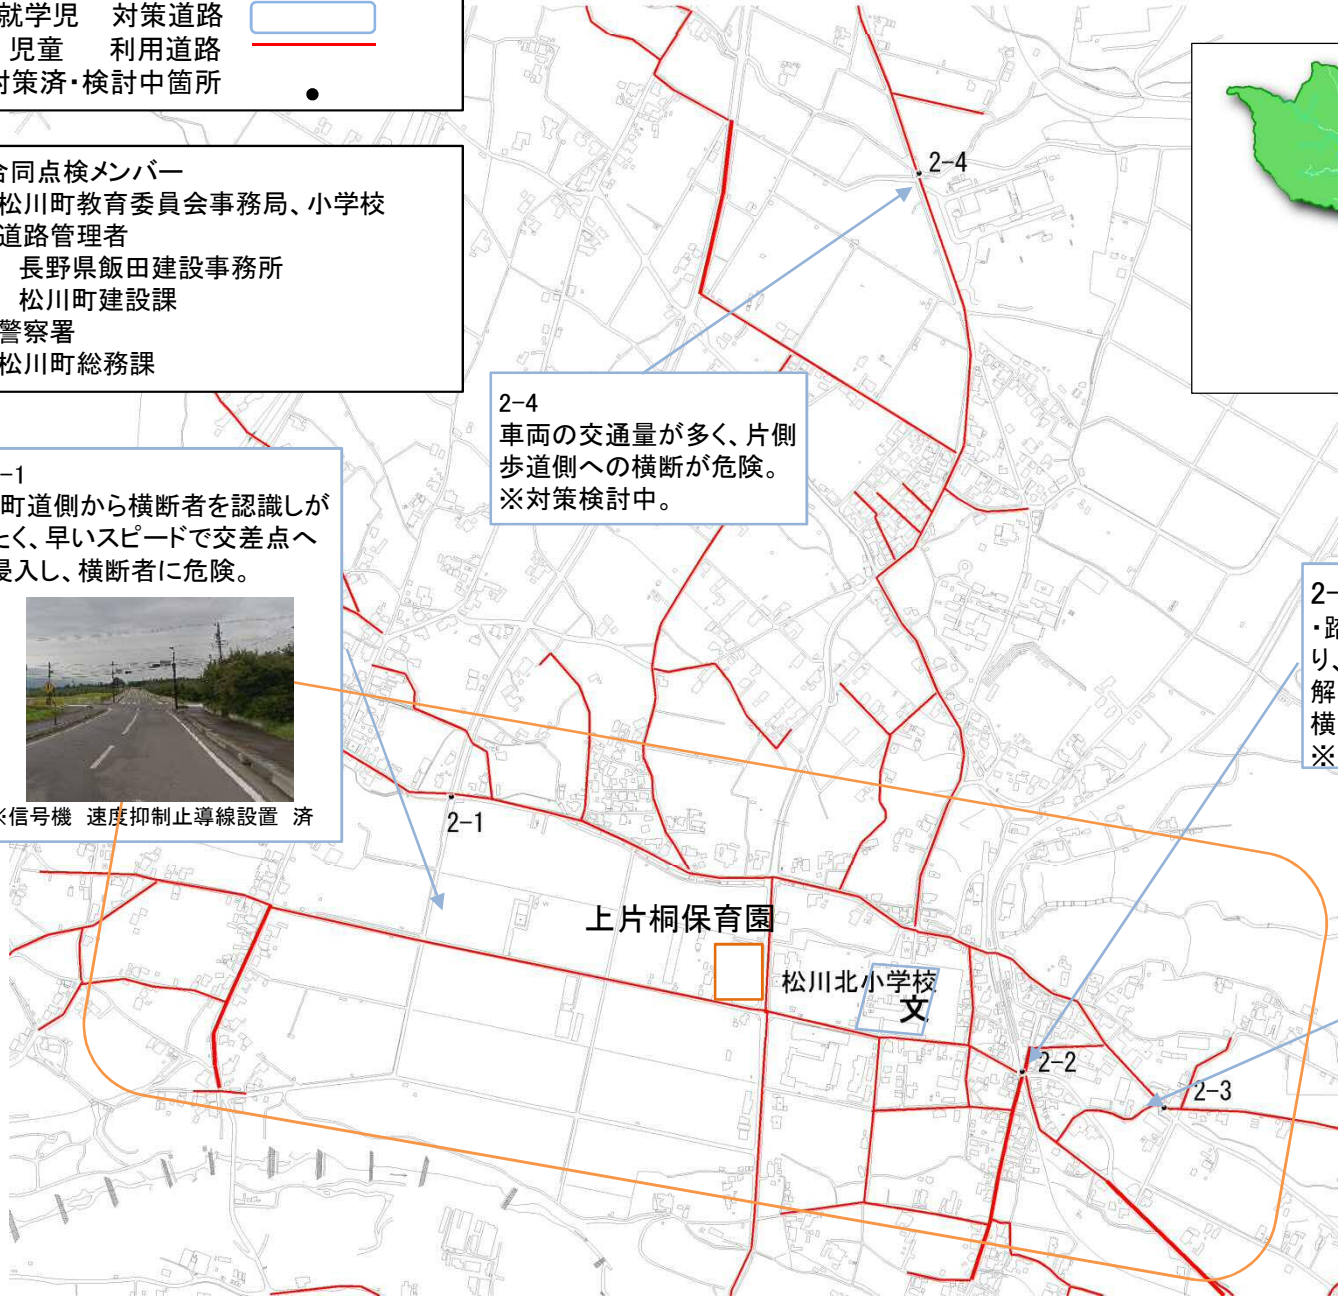 就学児 対策道路
児童 利用道路
対策済・検討中箇所
合同点検メンバー
松川町教育委員会事務局、小学校
道路管理者
長野県飯田建設事務所
松川町建設課
警察署
松川町総務課
2-4
2-4
車両の交通量が多く、片側
歩道側への横断が危険。
※対策検討中。
-1
町道側から横断者を認識しが
たく、早いスピードで交差点へ
侵入し、横断者に危険。
※信号機 速度抑制止導線設置 済
2-
・踏
り、
解
横
※
2-1
上片桐保育園
松川北小学校
文
2-2
2-3